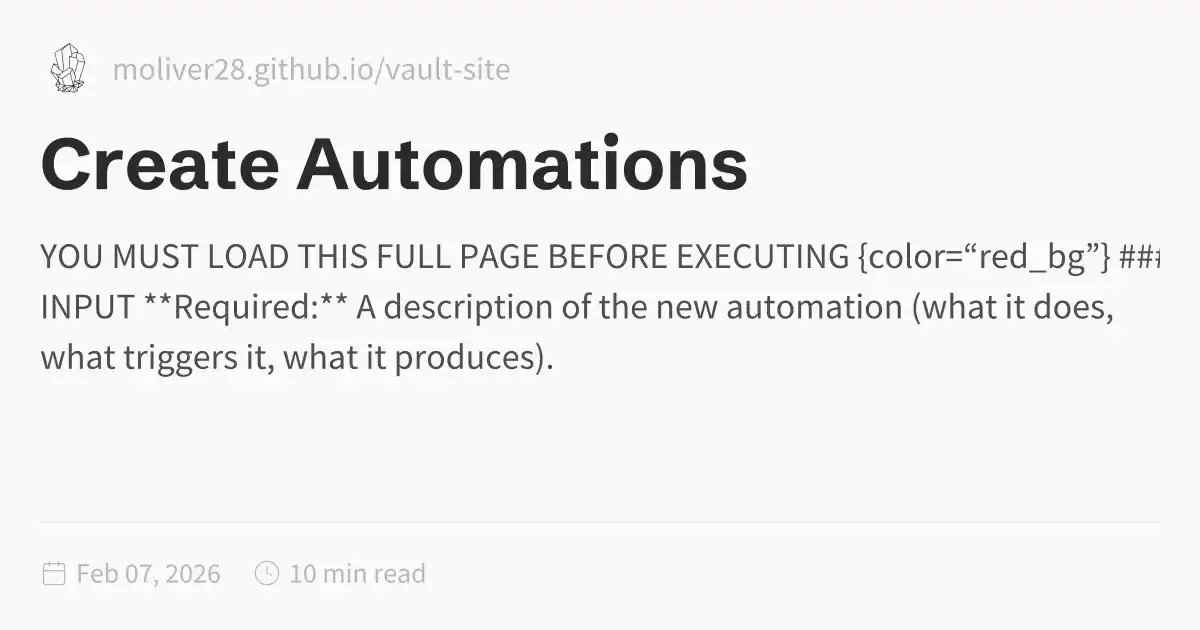 moliver28.github.io/vault-site
Create Automations
YOU MUST LOAD THIS FULL PAGE BEFORE EXECUTING {color=“red_bg”} ###
INPUT **Required:** A description of the new automation (what it does,
what triggers it, what it produces).
Feb 07, 2026
10 min read